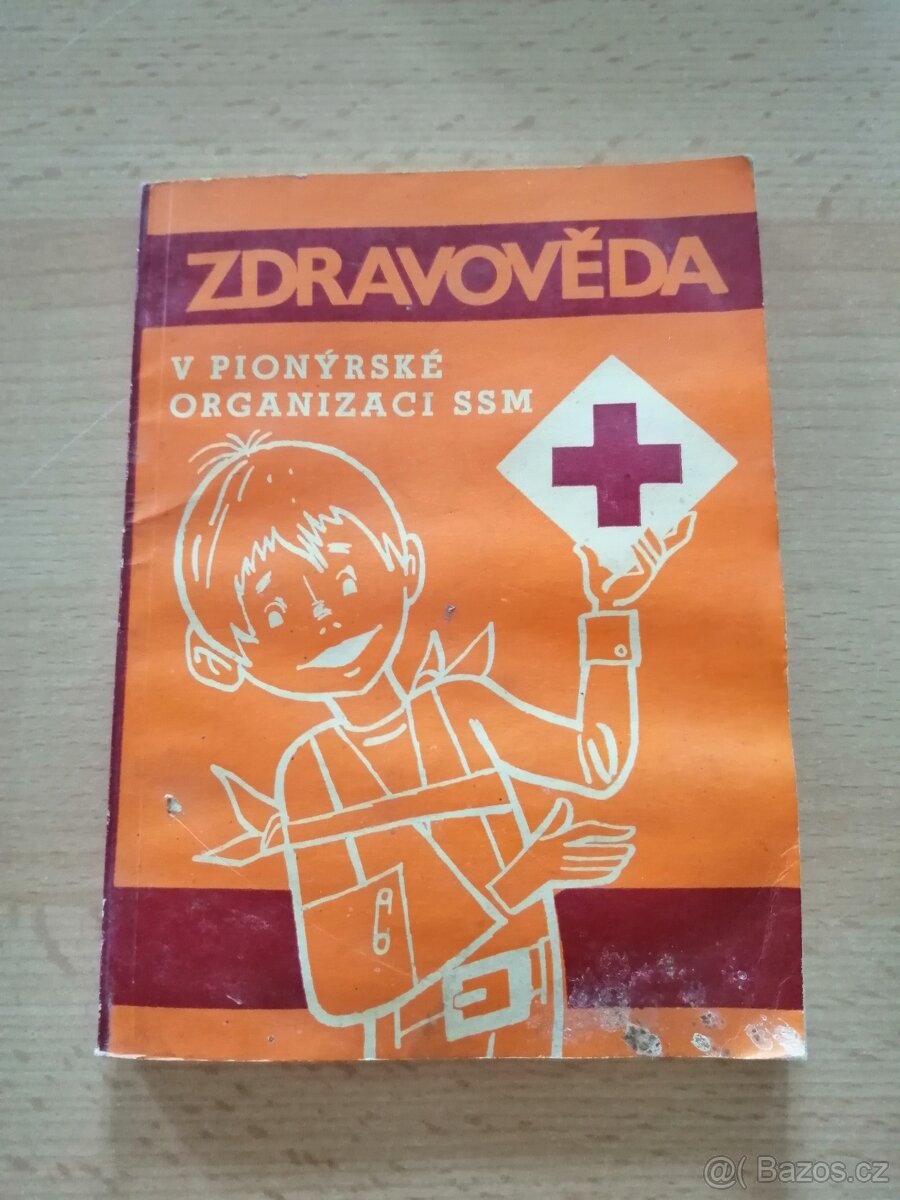 ZDRAVOVĚDA
V PIONÝRSKÉ
ORGANIZACI SSM
@( Bazos.cz